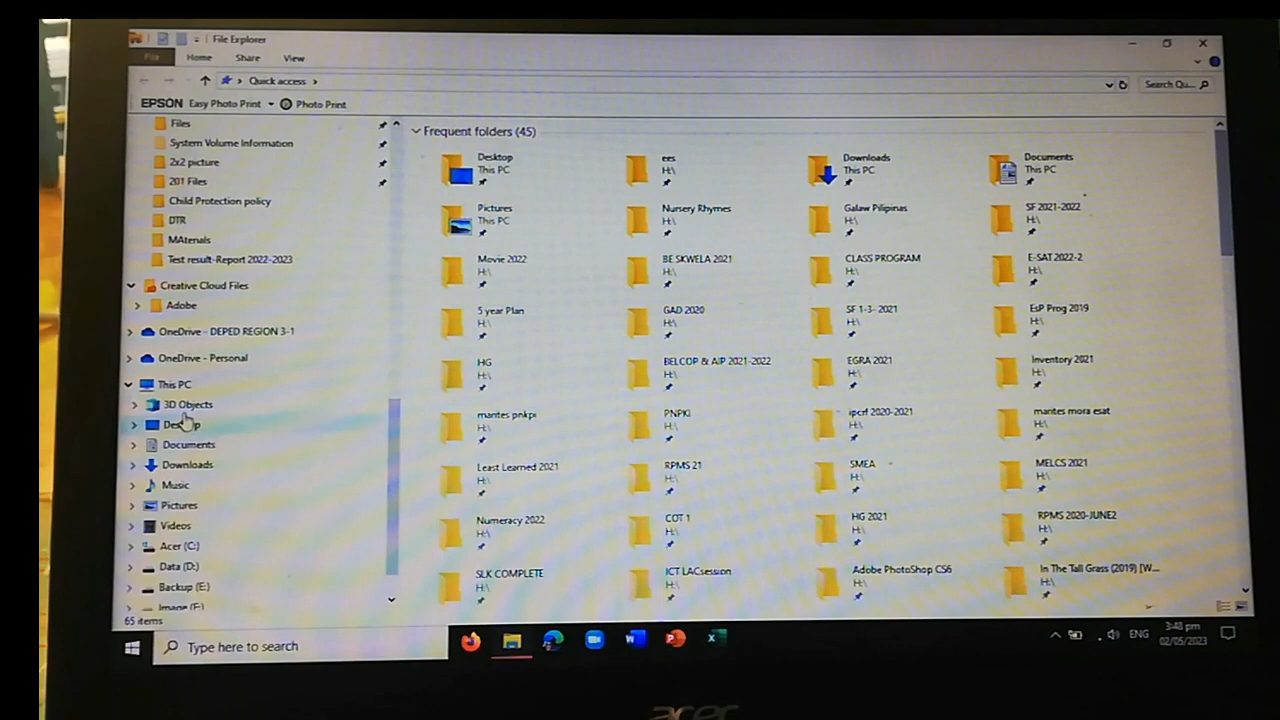 File Explorer
File Home Share View
Quick access
Search Qu...
EPSON Easy Photo Print Photo Print
Files
System Volume Information
2x2 picture
201 Files
Child Protection policy
DTR
MAterials
Test result-Report 2022-2023
Creative Cloud Files
Adobe
OneDrive - DEPED REGION 3-1
OneDrive - Personal
This PC
3D Objects
Desktop
Documents
Downloads
Music
Pictures
Videos
Acer (C:)
Data (D:)
Backup (E:)
Image (F:)
65 items
Frequent folders (45)
Desktop ees Downloads Documents
This PC H:\ This PC This PC
Pictures Nursery Rhymes Galaw Pilipinas SF 2021-2022
This PC H:\ H:\ H:\
Movie 2022 BE SKWELA 2021 CLASS PROGRAM E-SAT 2022-2
H:\ H:\ H:\ H:\
5 year Plan GAD 2020 SF 1-3- 2021 EsP Prog 2019
H:\ H:\ H:\ H:\
HG BELCOP & AIP 2021-2022 EGRA 2021 Inventory 2021
H:\ H:\ H:\ H:\
mantes pnkpi PNPKI ipcrf 2020-2021 mantes mora esat
H:\ H:\ H:\ H:\
Least Learned 2021 RPMS 21 SMEA MELCS 2021
H:\ H:\ H:\ H:\
Numeracy 2022 COT 1 HG 2021 RPMS 2020-JUNE2
H:\ H:\ H:\ H:\
SLK COMPLETE ICT LACsession Adobe PhotoShop CS6 In The Tall Grass (2019) [W...
H:\ H:\ H:\ H:\
Type here to search
ENG
3:48 pm
02/05/2023
acer